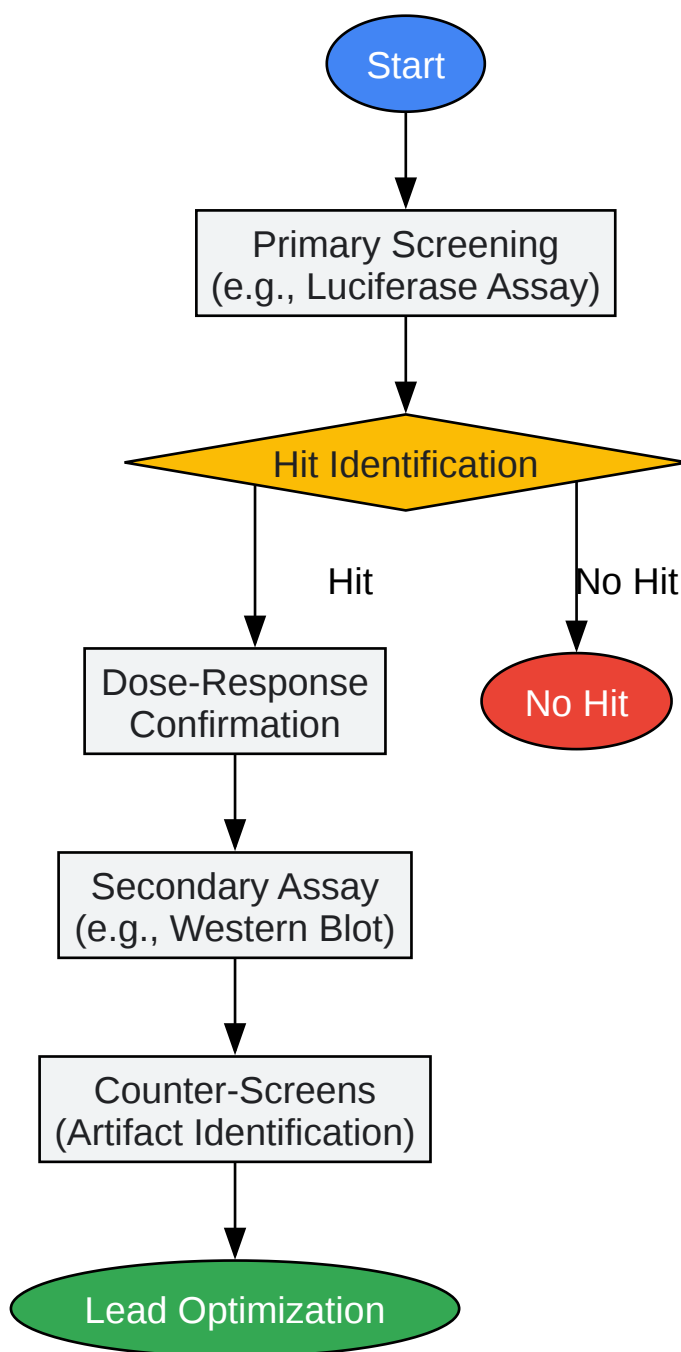 Start
Primary Screening
(e.g., Luciferase Assay)
Hit Identification
Hit
No Hit
Dose-Response
Confirmation
No Hit
Secondary Assay
(e.g., Western Blot)
Counter-Screens
(Artifact Identification)
Lead Optimization